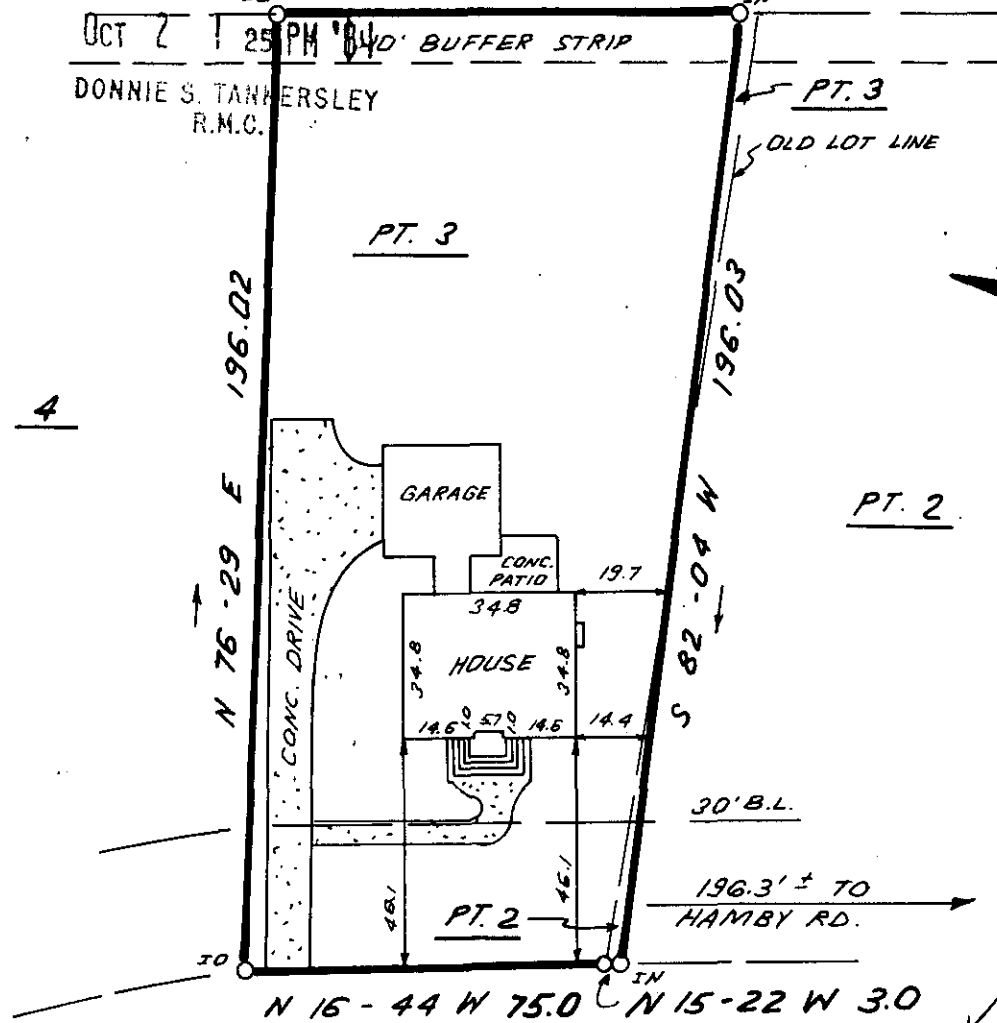 OCT 2 1 25 PM '84
0' BUFFER STRIP
DONNIE S. TANKERSLEY
R.M.C.
PT. 3
OLD LOT LINE
PT. 3
196.02
196.03
4
GARAGE
PT. 2
N 76-29 E
S 82-04 W
CONC.
PATIO
19.7
34.8
CONC. DRIVE
HOUSE
34.8
34.8
14.6 1.0 5.7 1.0 14.6
14.4
30' B.L.
46.1
46.1
196.3' ± TO
HAMBY RD.
PT. 2
IO
IN
N 16-44 W 75.0
N 15-22 W 3.0